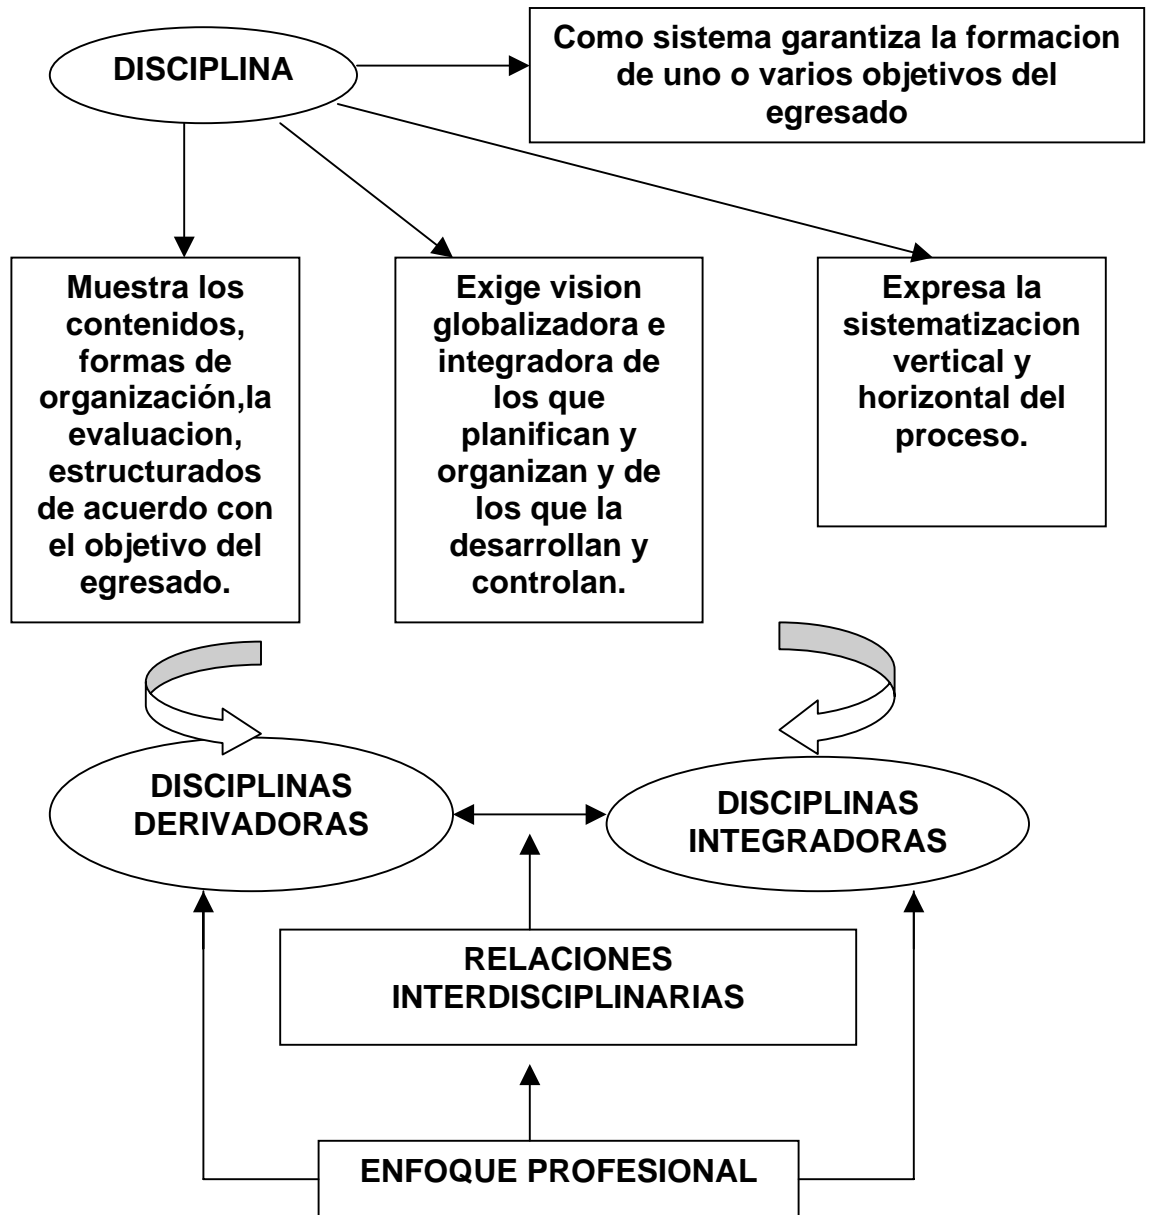 DISCIPLINA
Como sistema garantiza la formacion
de uno o varios objetivos del
egresado
Muestra los
contenidos,
formas de
organización,la
evaluacion,
estructurados
de acuerdo con
el objetivo del
egresado.
Exige vision
globalizadora e
integradora de
los que
planifican y
organizan y de
los que la
desarrollan y
controlan.
Expresa la
sistematizacion
vertical y
horizontal del
proceso.
DISCIPLINAS
DERIVADORAS
DISCIPLINAS
INTEGRADORAS
RELACIONES
INTERDISCIPLINARIAS
ENFOQUE PROFESIONAL